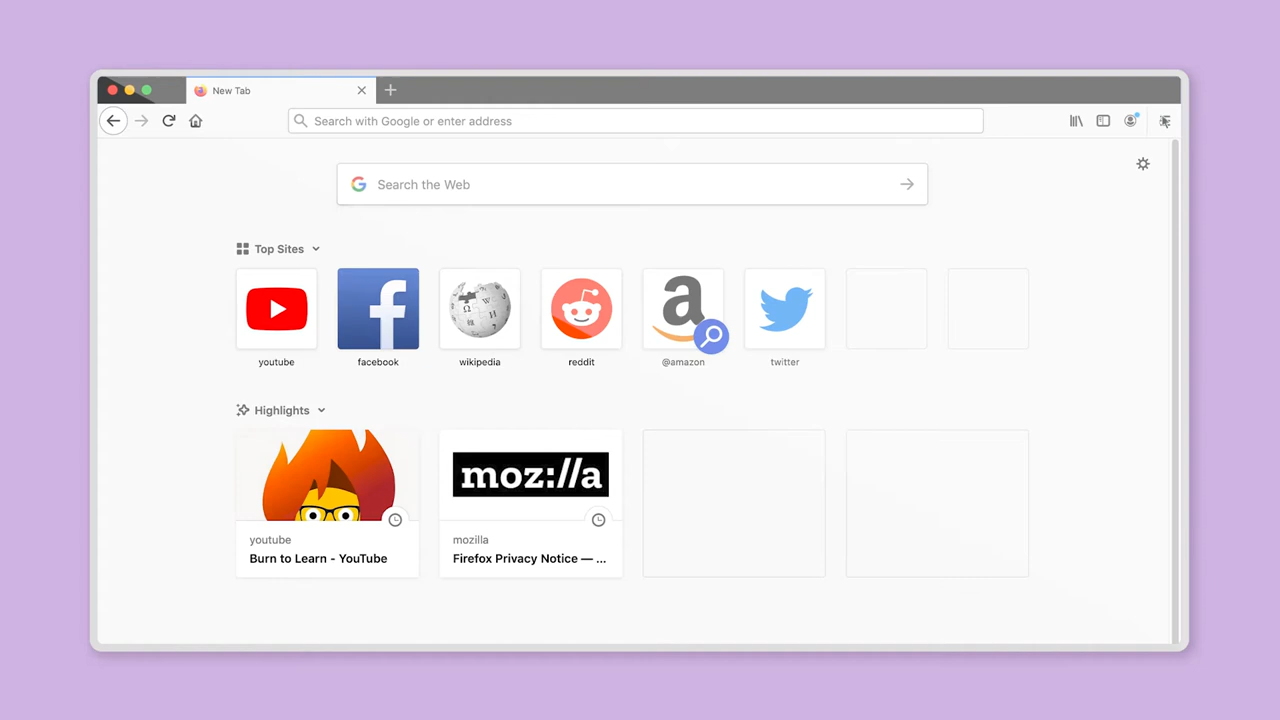 New Tab
Search with Google or enter address
Search the Web
Top Sites
youtube
facebook
wikipedia
reddit
@amazon
twitter
Highlights
moz://a
youtube
Burn to Learn - YouTube
mozilla
Firefox Privacy Notice — ...